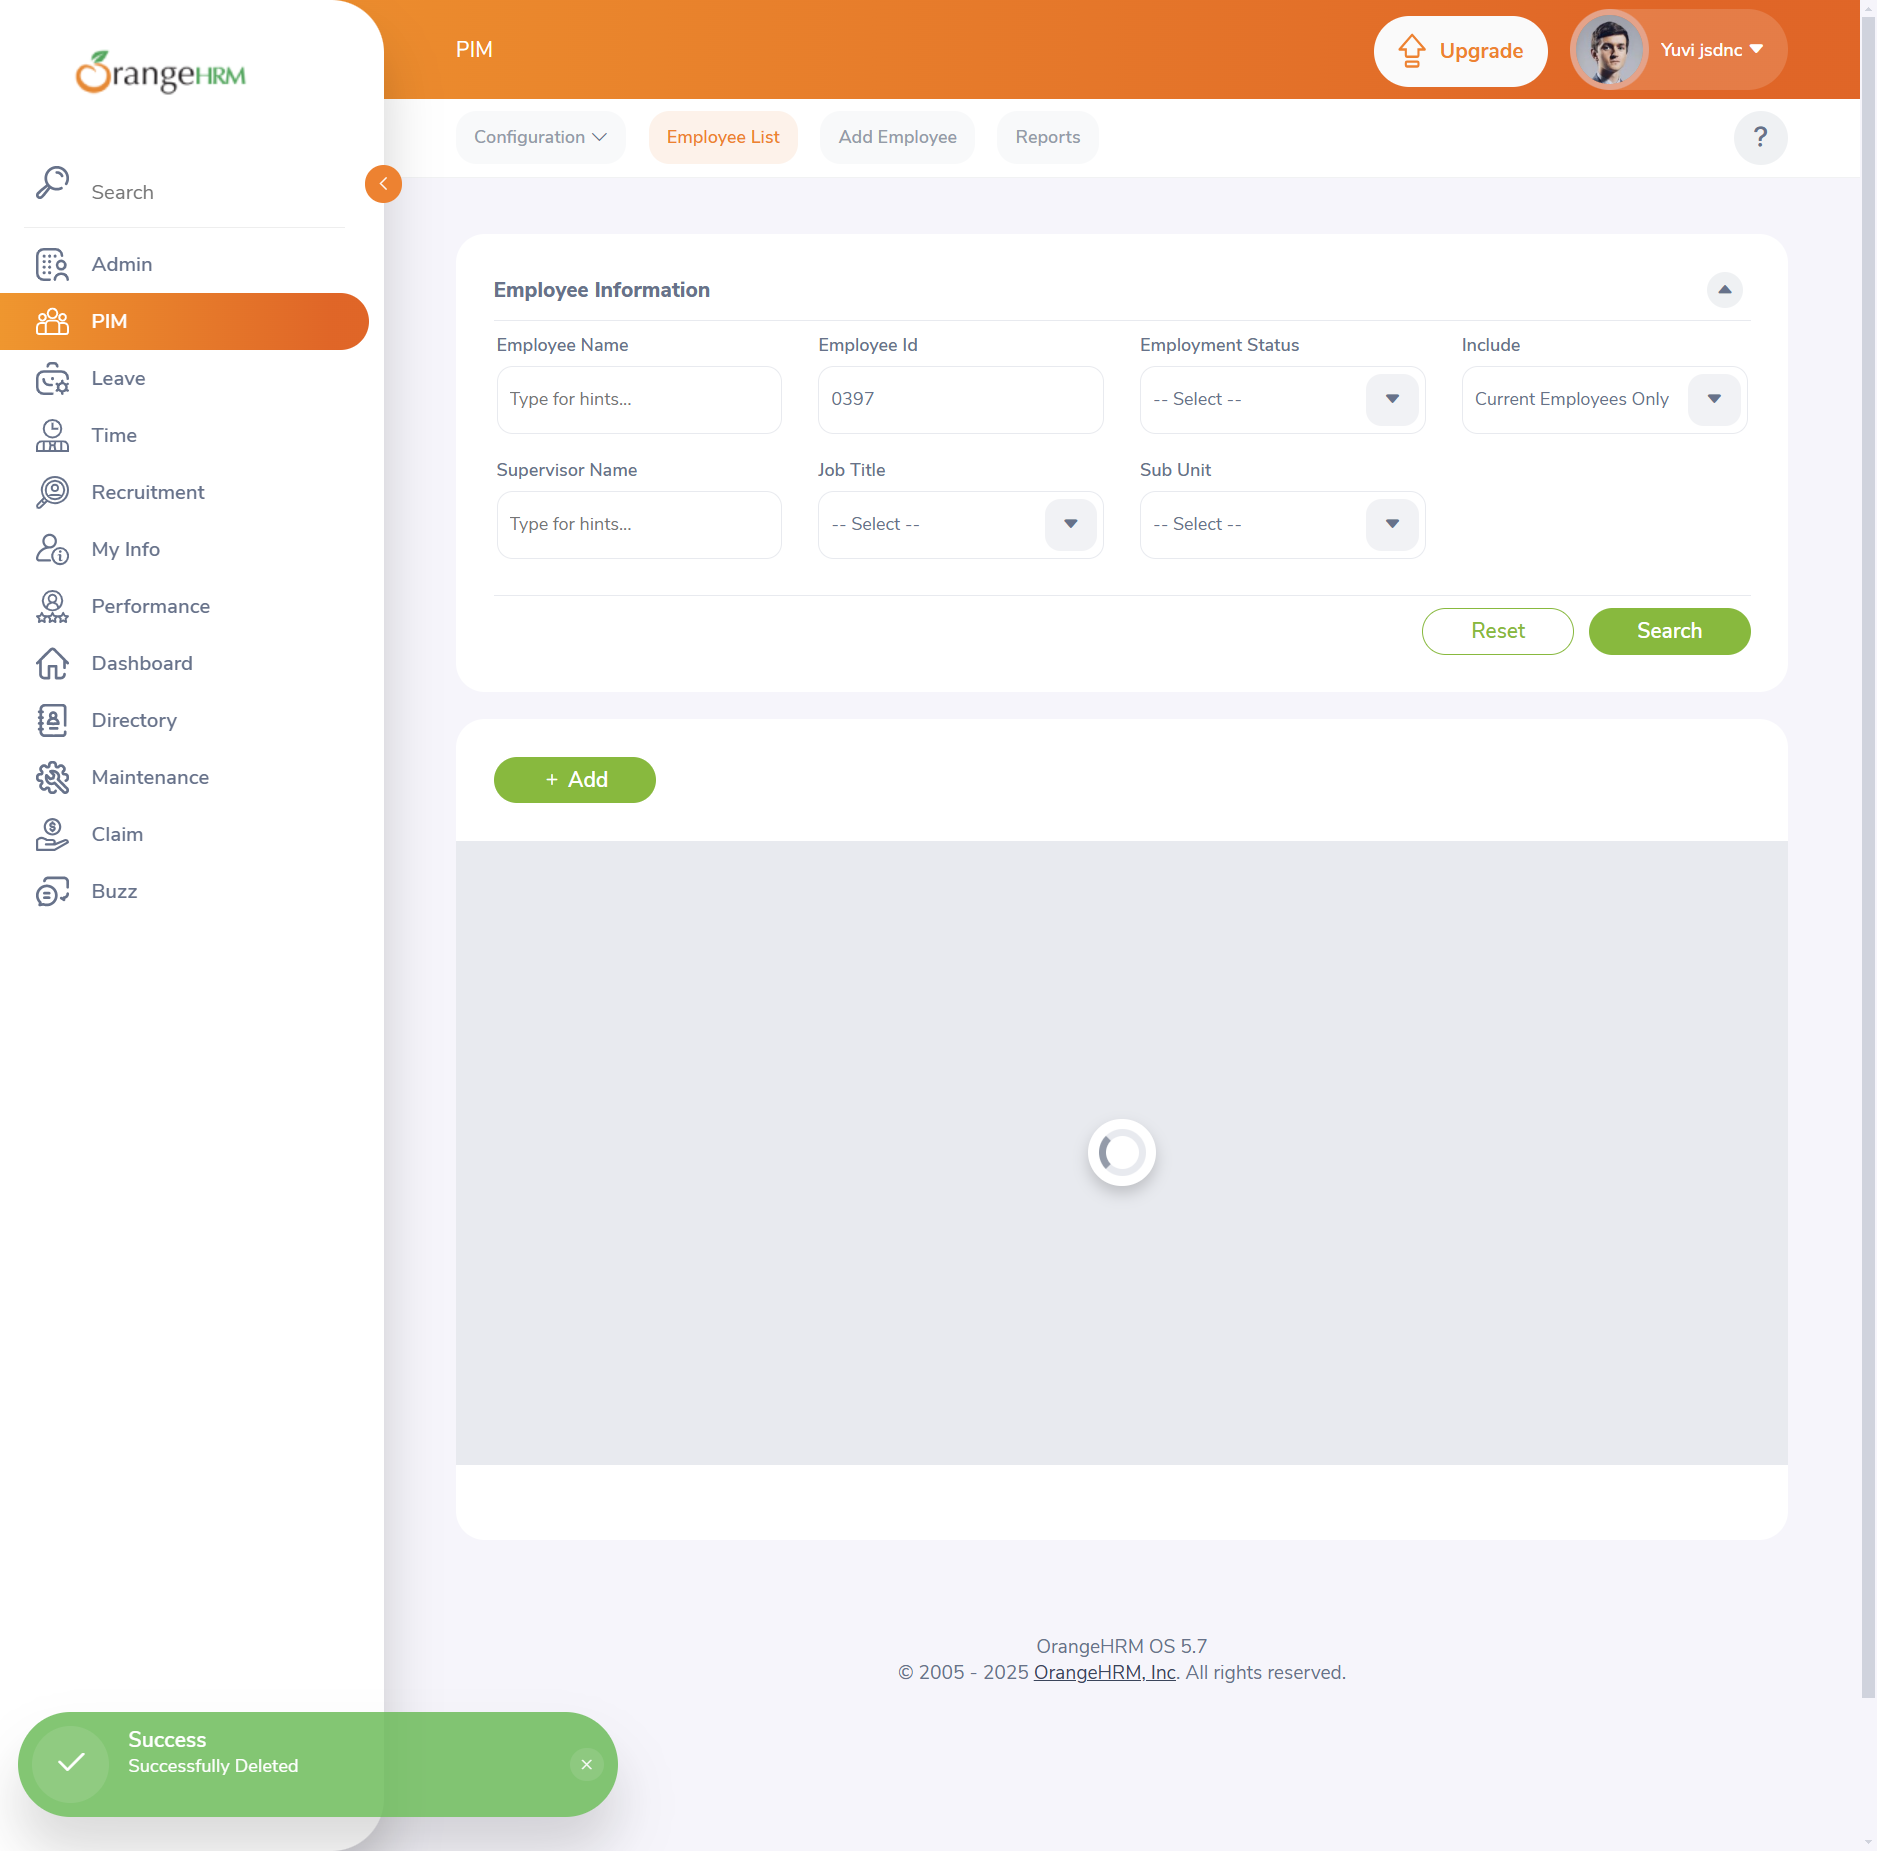 OrangeHRM
PIM
Upgrade
Yuvi jsdnc
Configuration
Employee List
Add Employee
Reports
?
Search
Admin
PIM
Leave
Time
Recruitment
My Info
Performance
Dashboard
Directory
Maintenance
Claim
Buzz
Employee Information
Employee Name
Employee Id
Employment Status
Include
Type for hints...
0397
-- Select --
Current Employees Only
Supervisor Name
Job Title
Sub Unit
Type for hints...
-- Select --
-- Select --
Reset
Search
+ Add
OrangeHRM OS 5.7
© 2005 - 2025 OrangeHRM, Inc. All rights reserved.
Success
Successfully Deleted